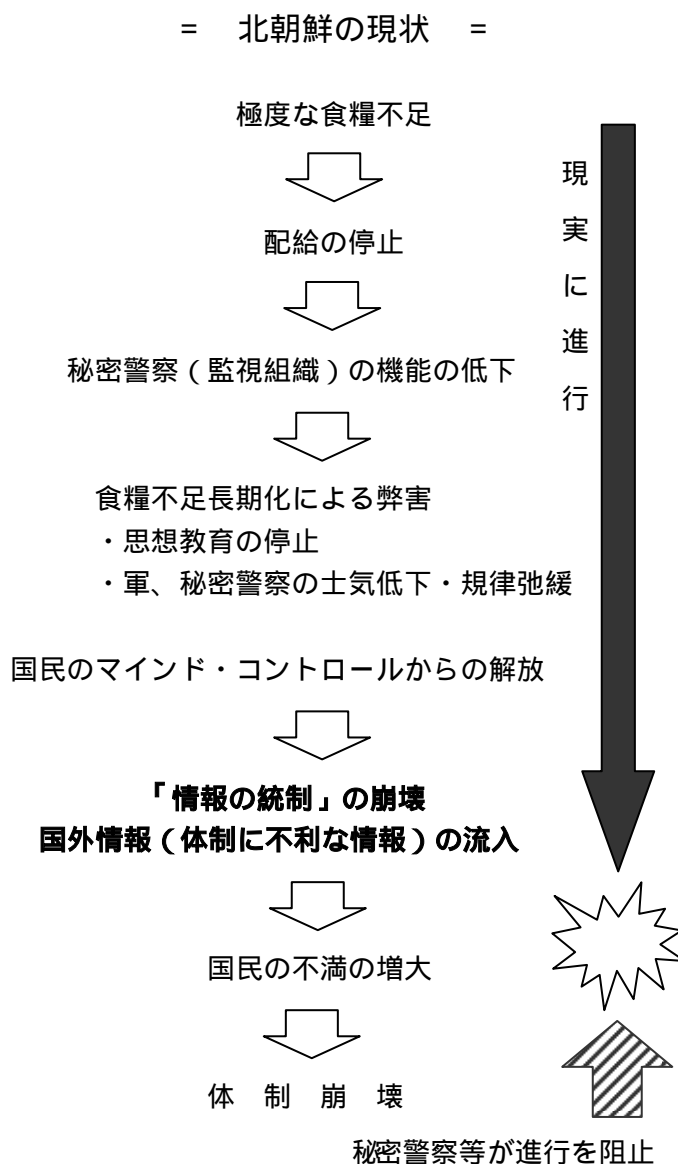 = 北朝鮮の現状 =
極度な食糧不足
配給の停止
秘密警察(監視組織)の機能の低下
食糧不足長期化による弊害
・思想教育の停止
・軍、秘密警察の士気低下・規律弛緩
国民のマインド・コントロールからの解放
「情報の統制」の崩壊
国外情報(体制に不利な情報)の流入
国民の不満の増大
体 制 崩 壊
現実に進行
秘密警察等が進行を阻止